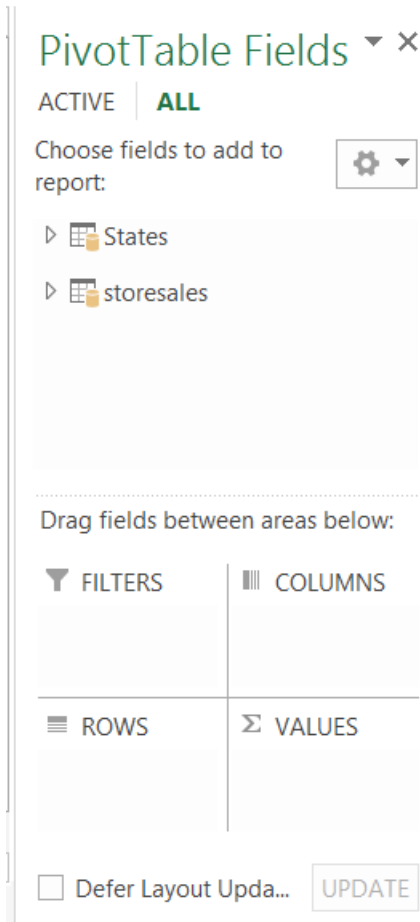 PivotTable Fields
ACTIVE ALL
Choose fields to add to
report:
States
storesales
Drag fields between areas below:
FILTERS
COLUMNS
ROWS
VALUES
Defer Layout Upda... UPDATE